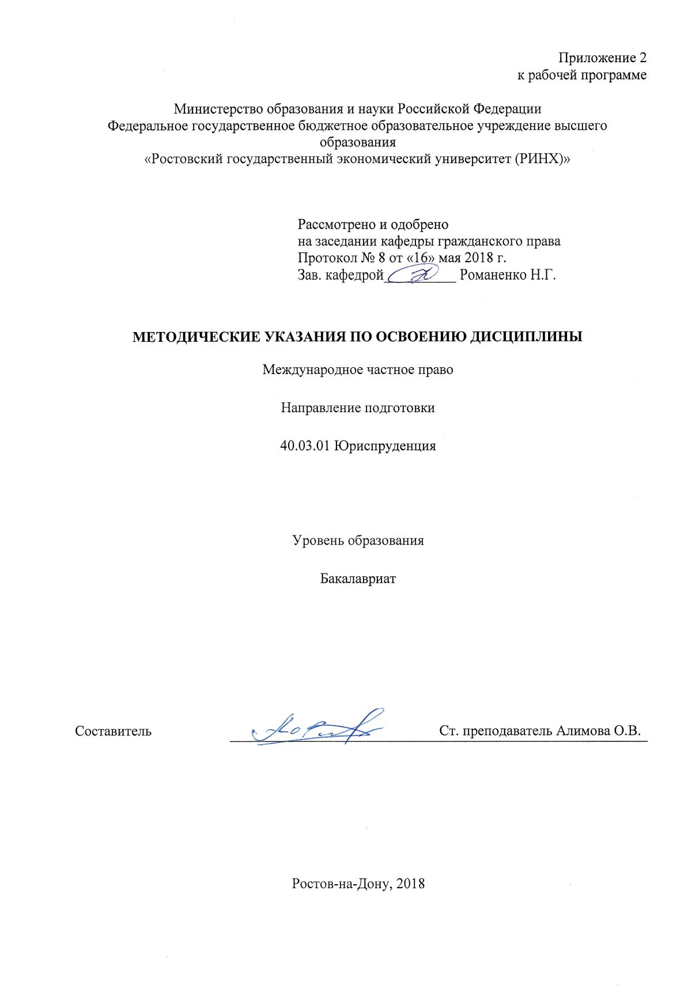 Приложение 2
к рабочей программе
Министерство образования и науки Российской Федерации
Федеральное государственное бюджетное образовательное учреждение высшего
образования
«Ростовский государственный экономический университет (РИНХ)»
Рассмотрено и одобрено
на заседании кафедры гражданского права
Протокол № 8 от «16» мая 2018 г.
Зав. кафедрой__________ Романенко Н.Г.
МЕТОДИЧЕСКИЕ УКАЗАНИЯ ПО ОСВОЕНИЮ ДИСЦИПЛИНЫ
Международное частное право
Направление подготовки
40.03.01 Юриспруденция
Уровень образования
Бакалавриат
Составитель Ст. преподаватель Алимова О.В.
Ростов-на-Дону, 2018